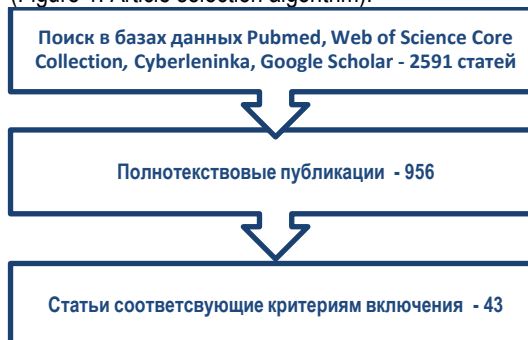 (Figure 1. Article selection algorithm).
Поиск в базах данных Pubmed, Web of Science Core
Collection, Cyberleninka, Google Scholar - 2591 статей
Полнотекстовые публикации - 956
Статьи соответсвующие критериям включения - 43